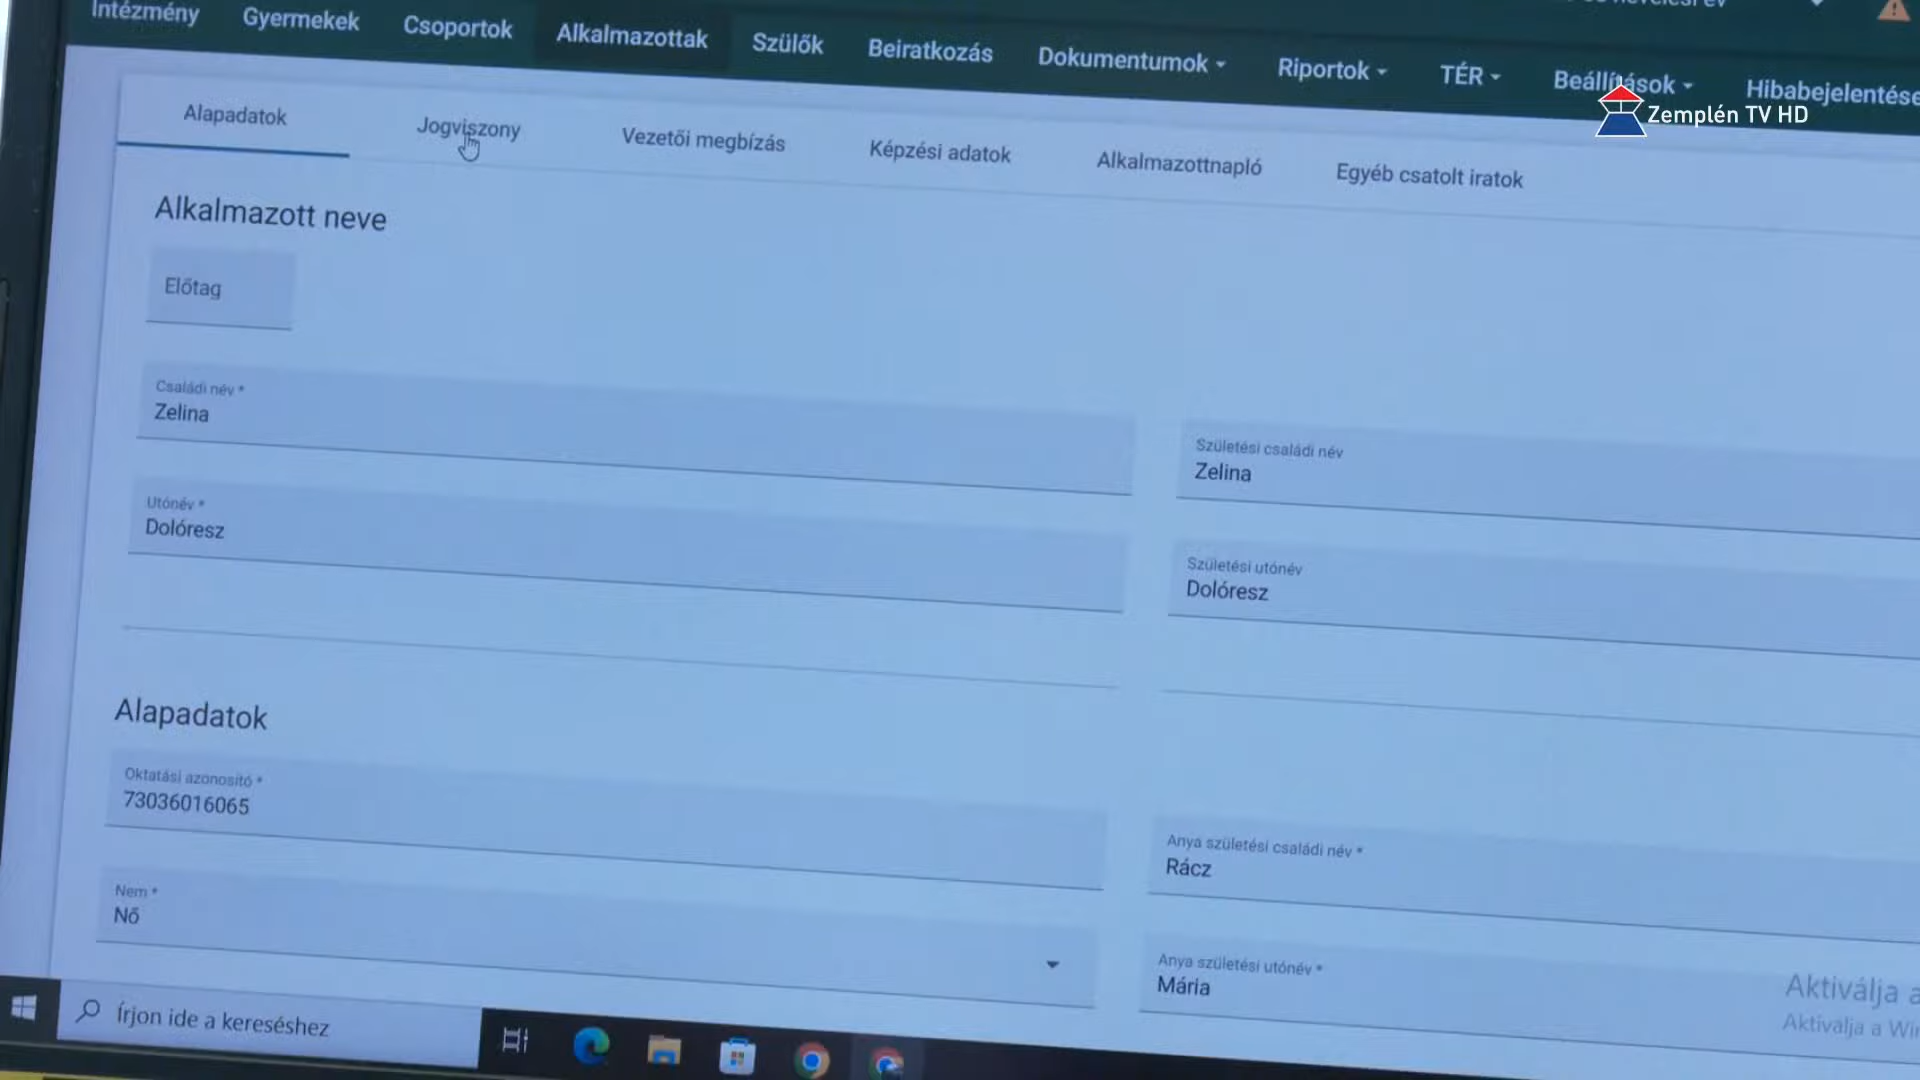 Intézmény Gyermekek Csoportok Alkalmazottak Szülők Beiratkozás Dokumentumok Riportok TÉR Beállítások Hibabejelentése
Zemplén TV HD
Alapadatok Jogviszony Vezetői megbízás Képzési adatok Alkalmazottnapló Egyéb csatolt iratok
Alkalmazott neve
Előtag
Családi név *
Zelina
Születési családi név
Zelina
Utónév *
Dolóresz
Születési utónév
Dolóresz
Alapadatok
Oktatási azonosító *
73036016065
Anya születési családi név *
Rácz
Nem *
Nő
Anya születési utónév *
Mária
Aktiválja a
Aktiválja a Win
Írjon ide a kereséshez